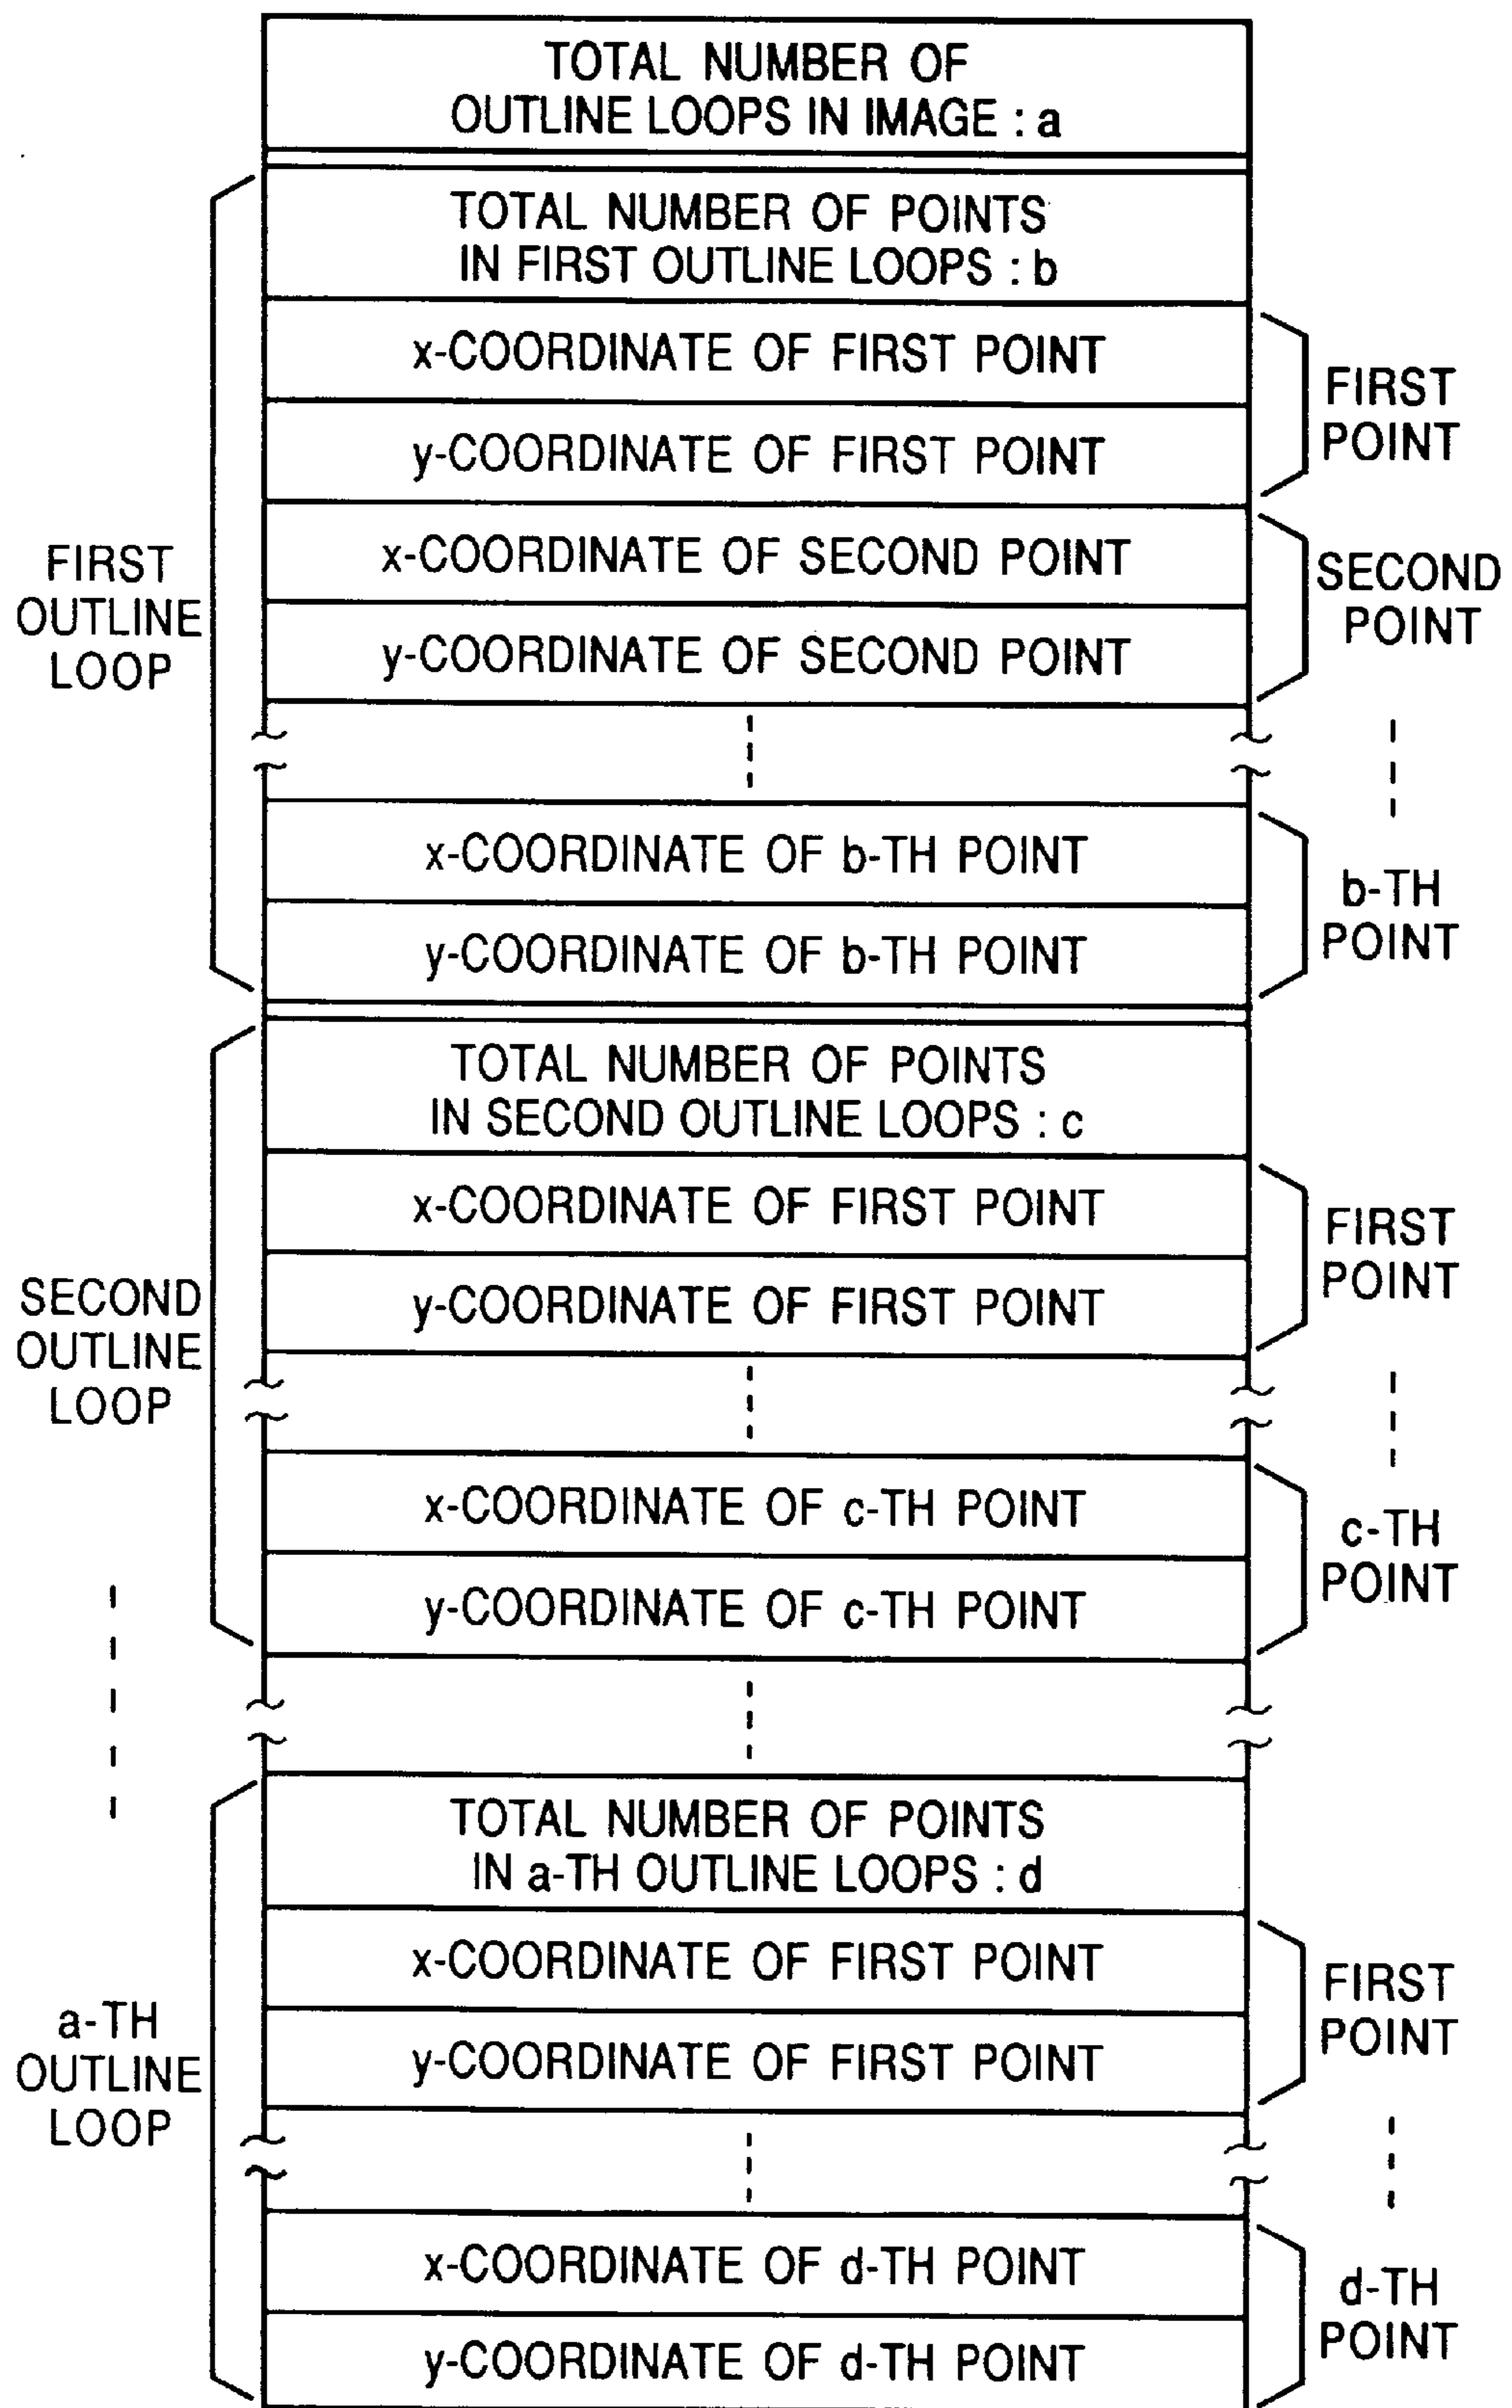 TOTAL NUMBER OF
OUTLINE LOOPS IN IMAGE : a
TOTAL NUMBER OF POINTS
IN FIRST OUTLINE LOOPS : b
x-COORDINATE OF FIRST POINT
y-COORDINATE OF FIRST POINT
FIRST
POINT
x-COORDINATE OF SECOND POINT
y-COORDINATE OF SECOND POINT
SECOND
POINT
FIRST
OUTLINE
LOOP
x-COORDINATE OF b-TH POINT
y-COORDINATE OF b-TH POINT
b-TH
POINT
TOTAL NUMBER OF POINTS
IN SECOND OUTLINE LOOPS : c
x-COORDINATE OF FIRST POINT
y-COORDINATE OF FIRST POINT
FIRST
POINT
SECOND
OUTLINE
LOOP
x-COORDINATE OF c-TH POINT
y-COORDINATE OF c-TH POINT
c-TH
POINT
TOTAL NUMBER OF POINTS
IN a-TH OUTLINE LOOPS : d
x-COORDINATE OF FIRST POINT
y-COORDINATE OF FIRST POINT
FIRST
POINT
a-TH
OUTLINE
LOOP
x-COORDINATE OF d-TH POINT
y-COORDINATE OF d-TH POINT
d-TH
POINT